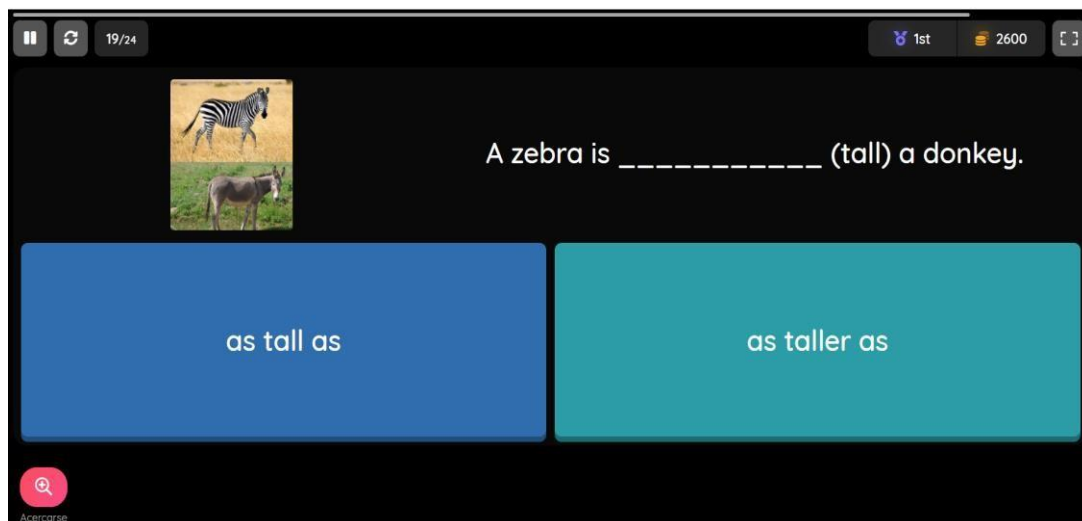 19/24
1st
2600
A zebra is ___________ (tall) a donkey.
as tall as
as taller as
Acercarse